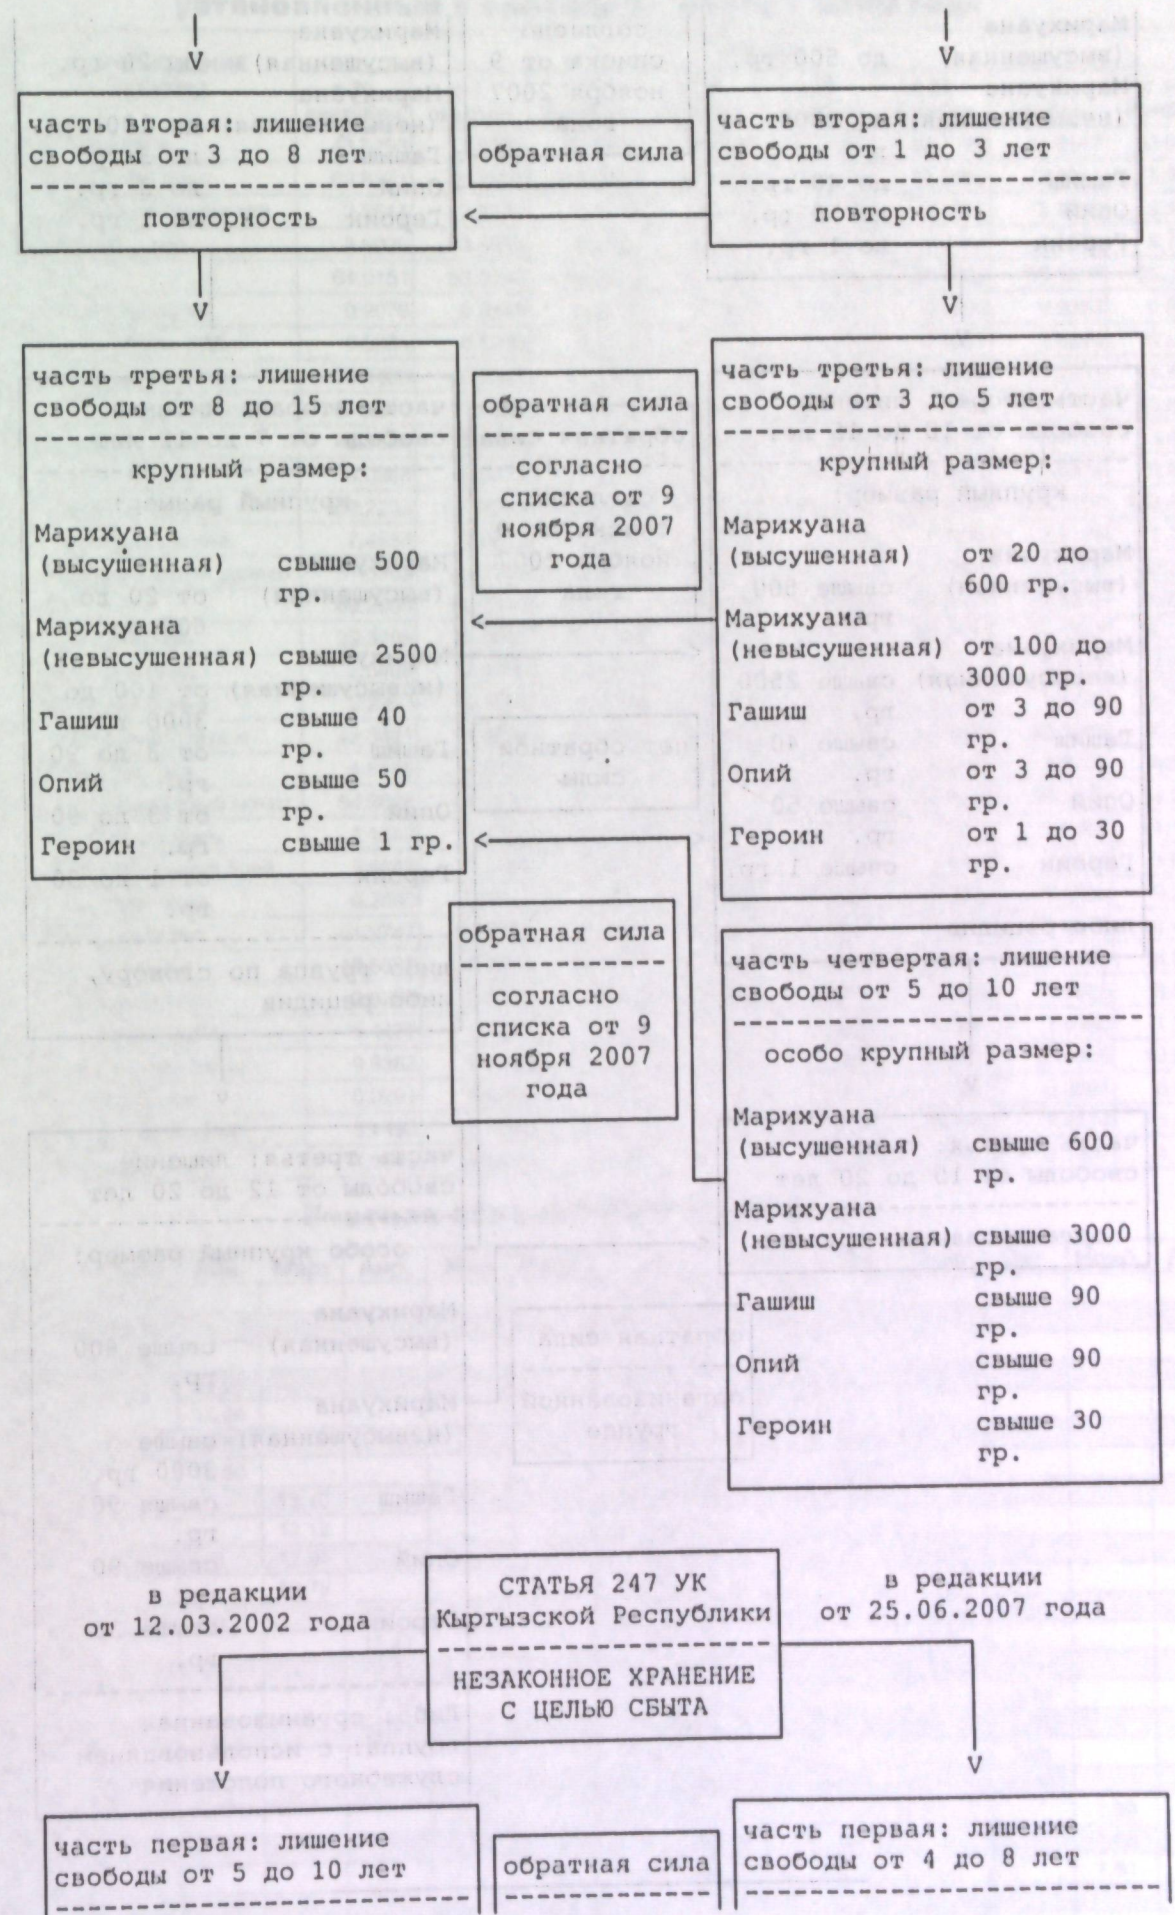 V
V
часть вторая: лишение
свободы от 3 до 8 лет
повторность
обратная сила
<
часть вторая: лишение
свободы от 1 до 3 лет
повторность
V
V
часть третья: лишение
свободы от 8 до 15 лет
крупный размер:
Марихуана
(высушенная) свыше 500
гр.
Марихуана
(невысушенная) свыше 2500
гр.
Гашиш свыше 40
гр.
Опий свыше 50
гр.
Героин свыше 1 гр.
обратная сила
согласно
списка от 9
ноября 2007
года
<
<
часть третья: лишение
свободы от 3 до 5 лет
крупный размер:
Марихуана
(высушенная) от 20 до
600 гр.
Марихуана
(невысушенная) от 100 до
3000 гр.
Гашиш от 3 до 90
гр.
Опий от 3 до 90
гр.
Героин от 1 до 30
гр.
обратная сила
согласно
списка от 9
ноября 2007
года
часть четвертая: лишение
свободы от 5 до 10 лет
особо крупный размер:
Марихуана
(высушенная) свыше 600
гр.
Марихуана
(невысушенная) свыше 3000
гр.
Гашиш свыше 90
гр.
Опий свыше 90
гр.
Героин свыше 30
гр.
в редакции
от 12.03.2002 года
СТАТЬЯ 247 УК
Кыргызской Республики
НЕЗАКОННОЕ ХРАНЕНИЕ
С ЦЕЛЬЮ СБЫТА
в редакции
от 25.06.2007 года
V
V
часть первая: лишение
свободы от 5 до 10 лет
обратная сила
часть первая: лишение
свободы от 4 до 8 лет